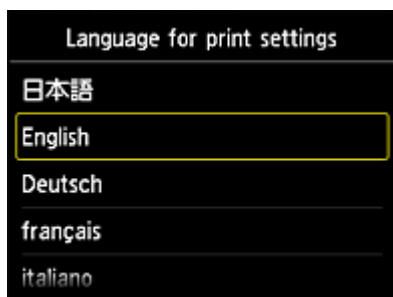 Language for print settings
日本語
English
Deutsch
français
italiano